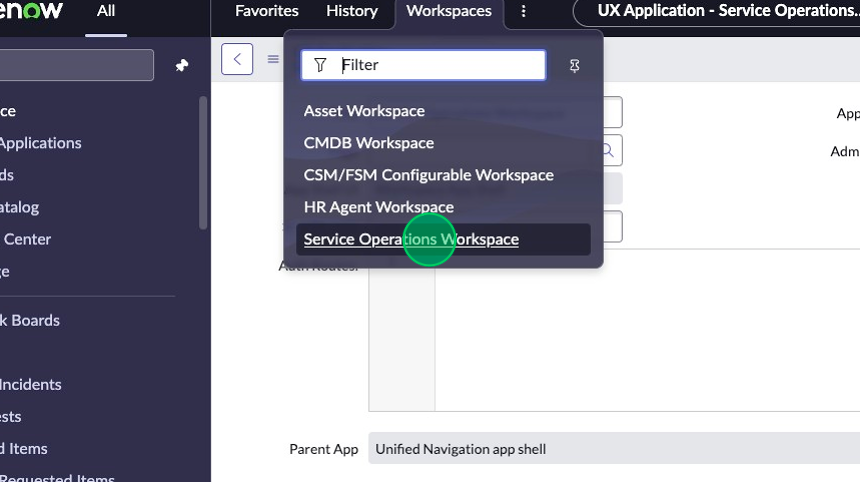 enow All Favorites History Workspaces UX Application - Service Operations...
Filter
ce
Asset Workspace
App
Applications
CMDB Workspace
Adm
ds
CSM/FSM Configurable Workspace
atalog
HR Agent Workspace
Center
Service Operations Workspace
Auth Routes:
ge
k Boards
Incidents
sts
d Items
Parent App Unified Navigation app shell
Requested Items